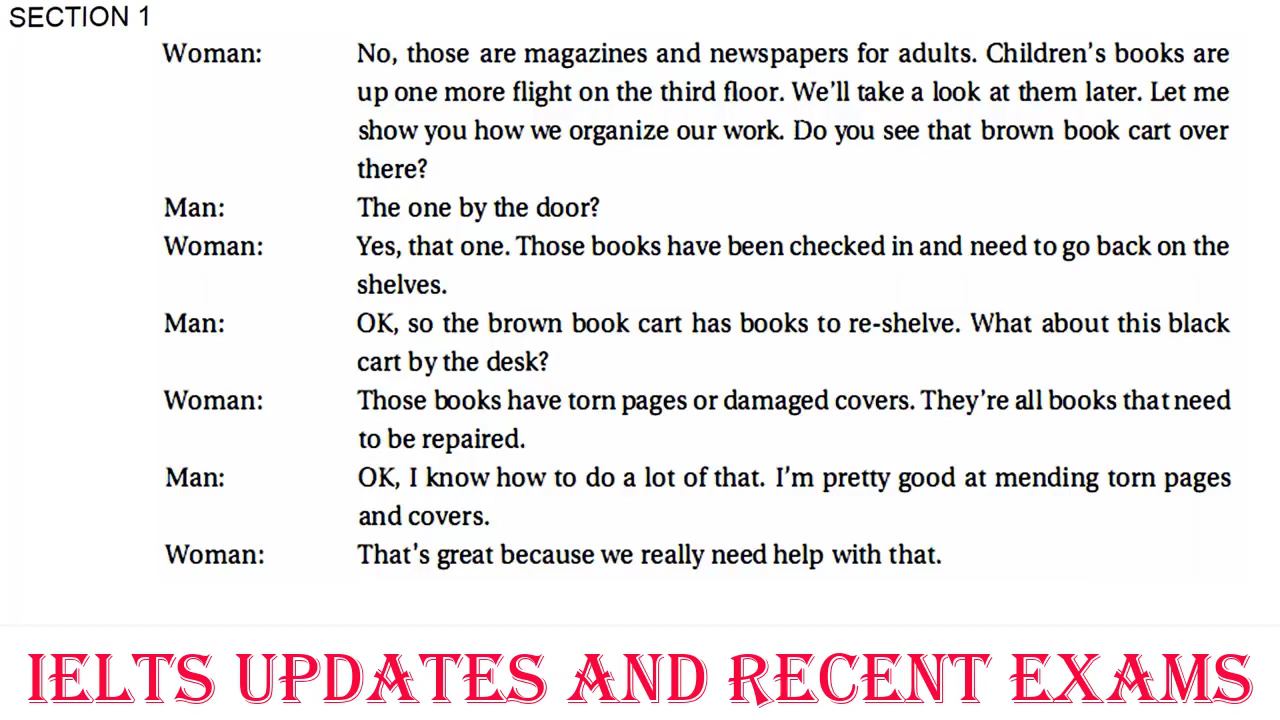 SECTION 1
Woman: No, those are magazines and newspapers for adults. Children's books are
up one more flight on the third floor. We'll take a look at them later. Let me
show you how we organize our work. Do you see that brown book cart over
there?
Man: The one by the door?
Woman: Yes, that one. Those books have been checked in and need to go back on the
shelves.
Man: OK, so the brown book cart has books to re-shelve. What about this black
cart by the desk?
Woman: Those books have torn pages or damaged covers. They're all books that need
to be repaired.
Man: OK, I know how to do a lot of that. I'm pretty good at mending torn pages
and covers.
Woman: That's great because we really need help with that.
IELTS UPDATES AND RECENT EXAMS